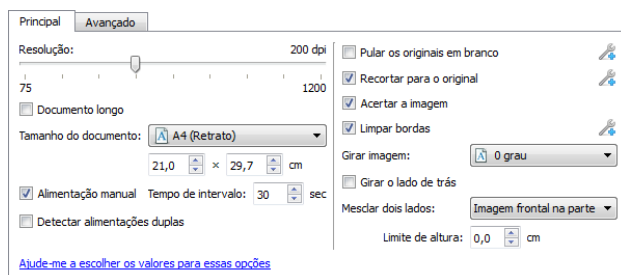 Principal
Avançado
Resolução:
200 dpi
75
1200
Documento longo
Tamanho do documento:
A4 (Retrato)
21,0 × 29,7 cm
Alimentação manual
Tempo de intervalo: 30 sec
Detectar alimentações duplas
Ajude-me a escolher os valores para essas opções
Pular os originais em branco
Recortar para o original
Acertar a imagem
Limpar bordas
Girar imagem:
0 grau
Girar o lado de trás
Mesclar dois lados:
Imagem frontal na parte
Limite de altura: 0,0 cm